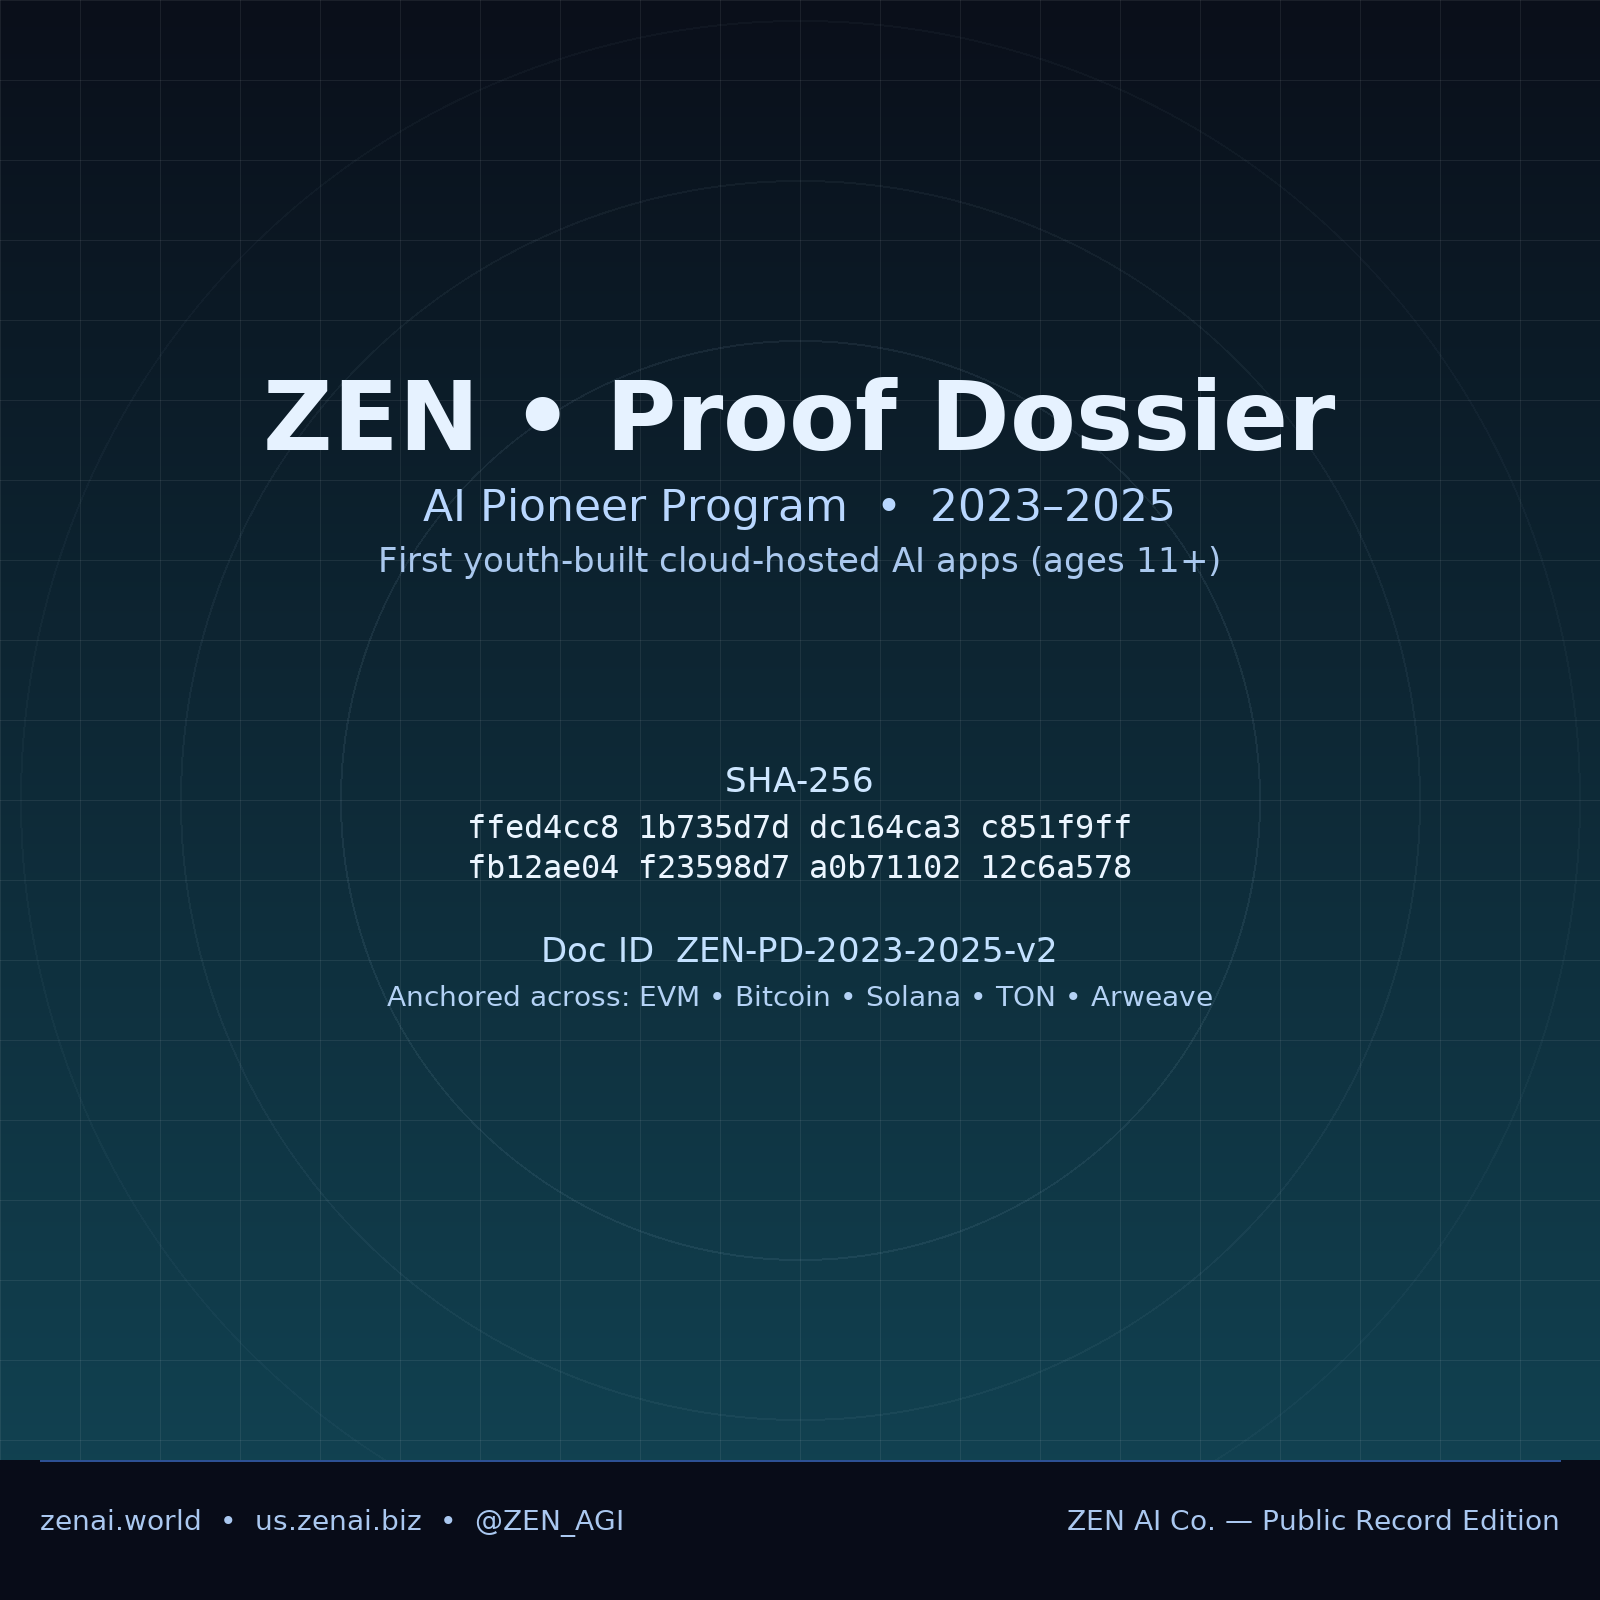 ZEN • Proof Dossier
AI Pioneer Program • 2023–2025
First youth-built cloud-hosted AI apps (ages 11+)
SHA-256
ffed4cc8 1b735d7d dc164ca3 c851f9ff
fb12ae04 f23598d7 a0b71102 12c6a578
Doc ID ZEN-PD-2023-2025-v2
Anchored across: EVM • Bitcoin • Solana • TON • Arweave
zenai.world • us.zenai.biz • @ZEN_AGI
ZEN AI Co. — Public Record Edition